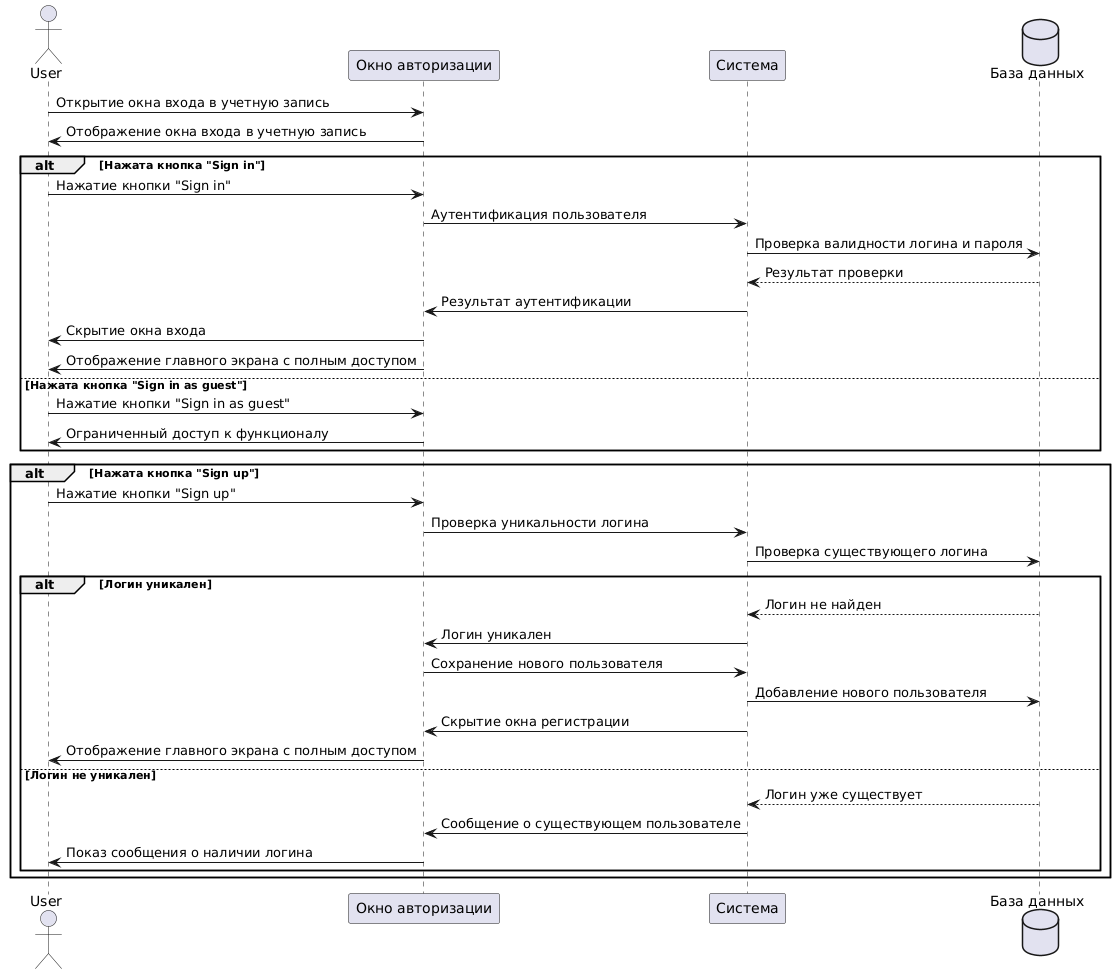 User
Окно авторизации
Система
База данных
Открытие окна входа в учетную запись
Отображение окна входа в учетную запись
alt
[Нажата кнопка "Sign in"]
Нажатие кнопки "Sign in"
Аутентификация пользователя
Проверка валидности логина и пароля
Результат проверки
Результат аутентификации
Скрытие окна входа
Отображение главного экрана с полным доступом
[Нажата кнопка "Sign in as guest"]
Нажатие кнопки "Sign in as guest"
Ограниченный доступ к функционалу
alt
[Нажата кнопка "Sign up"]
Нажатие кнопки "Sign up"
Проверка уникальности логина
Проверка существующего логина
alt
[Логин уникален]
Логин не найден
Логин уникален
Сохранение нового пользователя
Добавление нового пользователя
Скрытие окна регистрации
Отображение главного экрана с полным доступом
[Логин не уникален]
Логин уже существует
Сообщение о существующем пользователе
Показ сообщения о наличии логина
User
Окно авторизации
Система
База данных